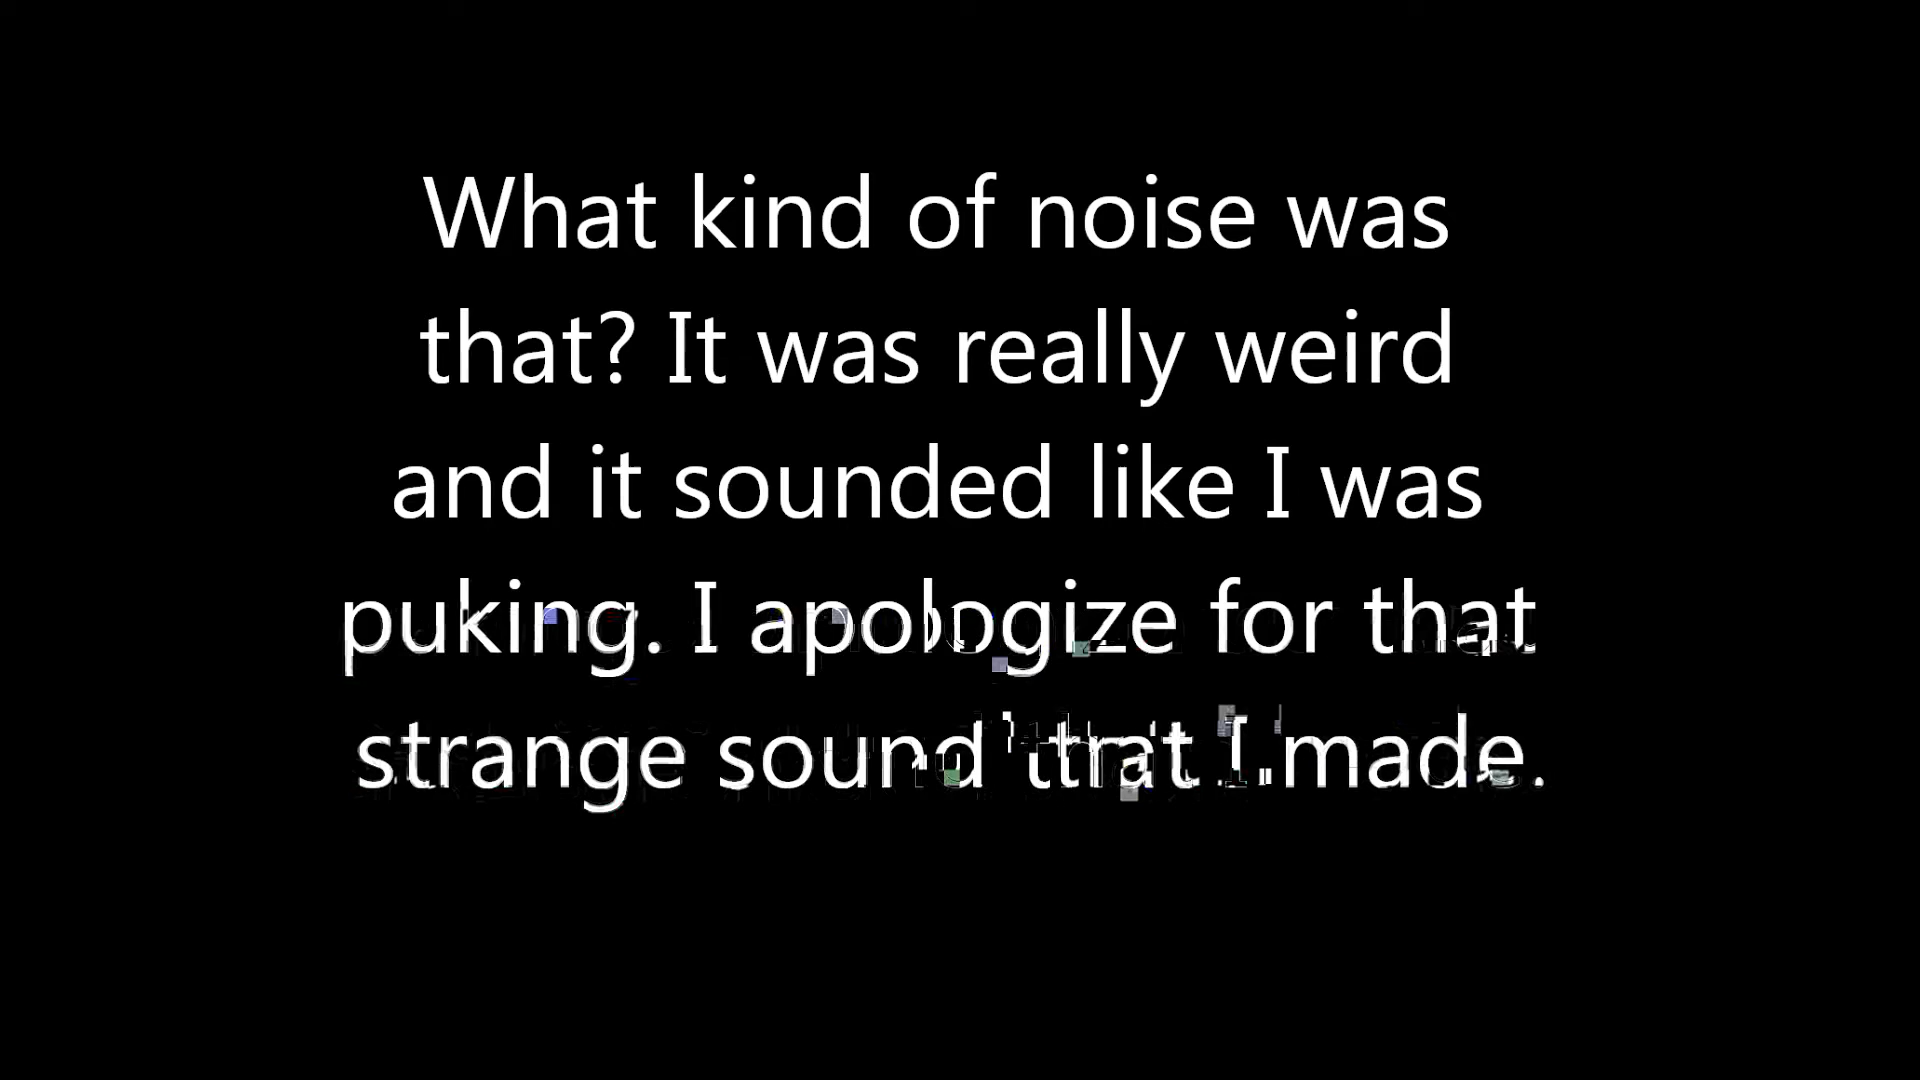 What kind of noise was
that? It was really weird
and it sounded like I was
puking. I apologize for that
strange sound that I made.